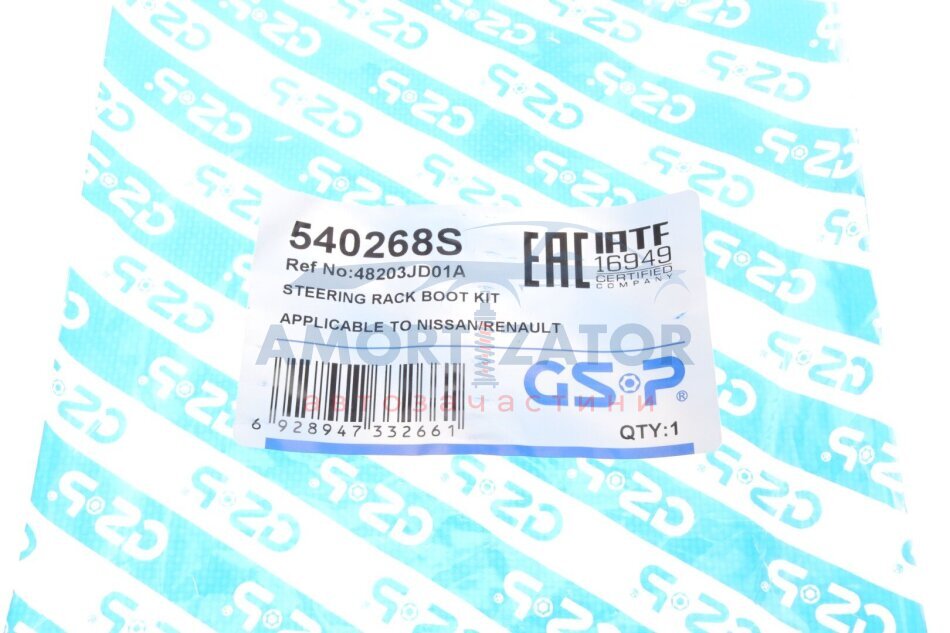 540268S
Ref No:48203JD01A
STEERING RACK BOOT KIT
APPLICABLE TO NISSAN/RENAULT
EAC
IATF
16949
CERTIFIED
COMPANY
AMORTIZATOR
автозапчастини
GSP®
6 928947 332661
QTY:1